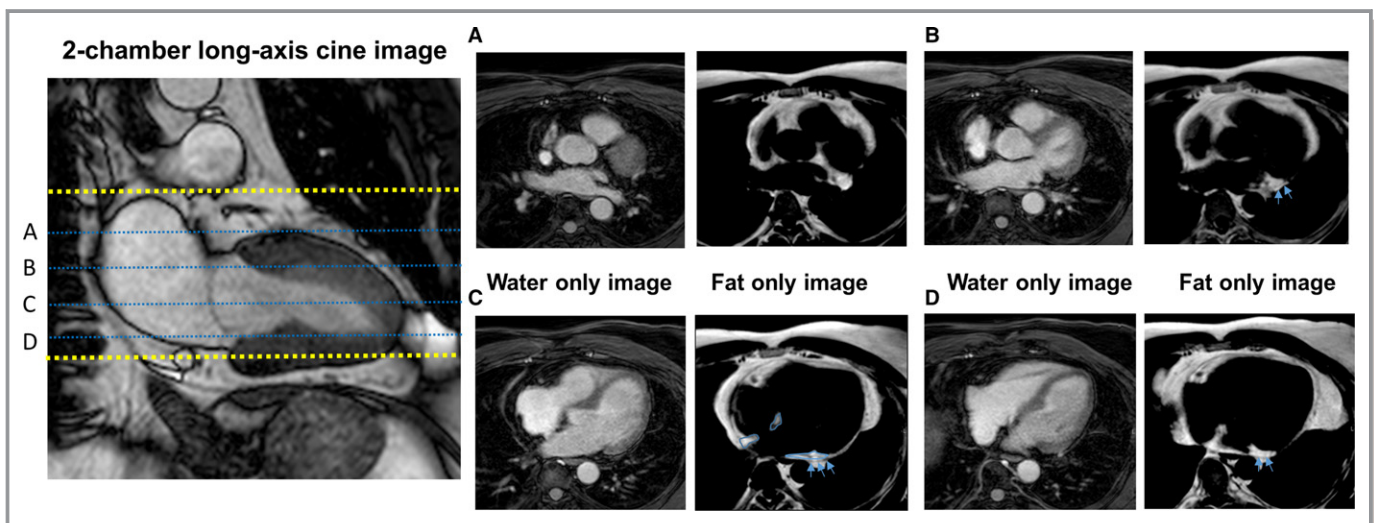 2-chamber long-axis cine image
A
B
C
D
A
B
Water only image
Fat only image
Water only image
Fat only image
C
D